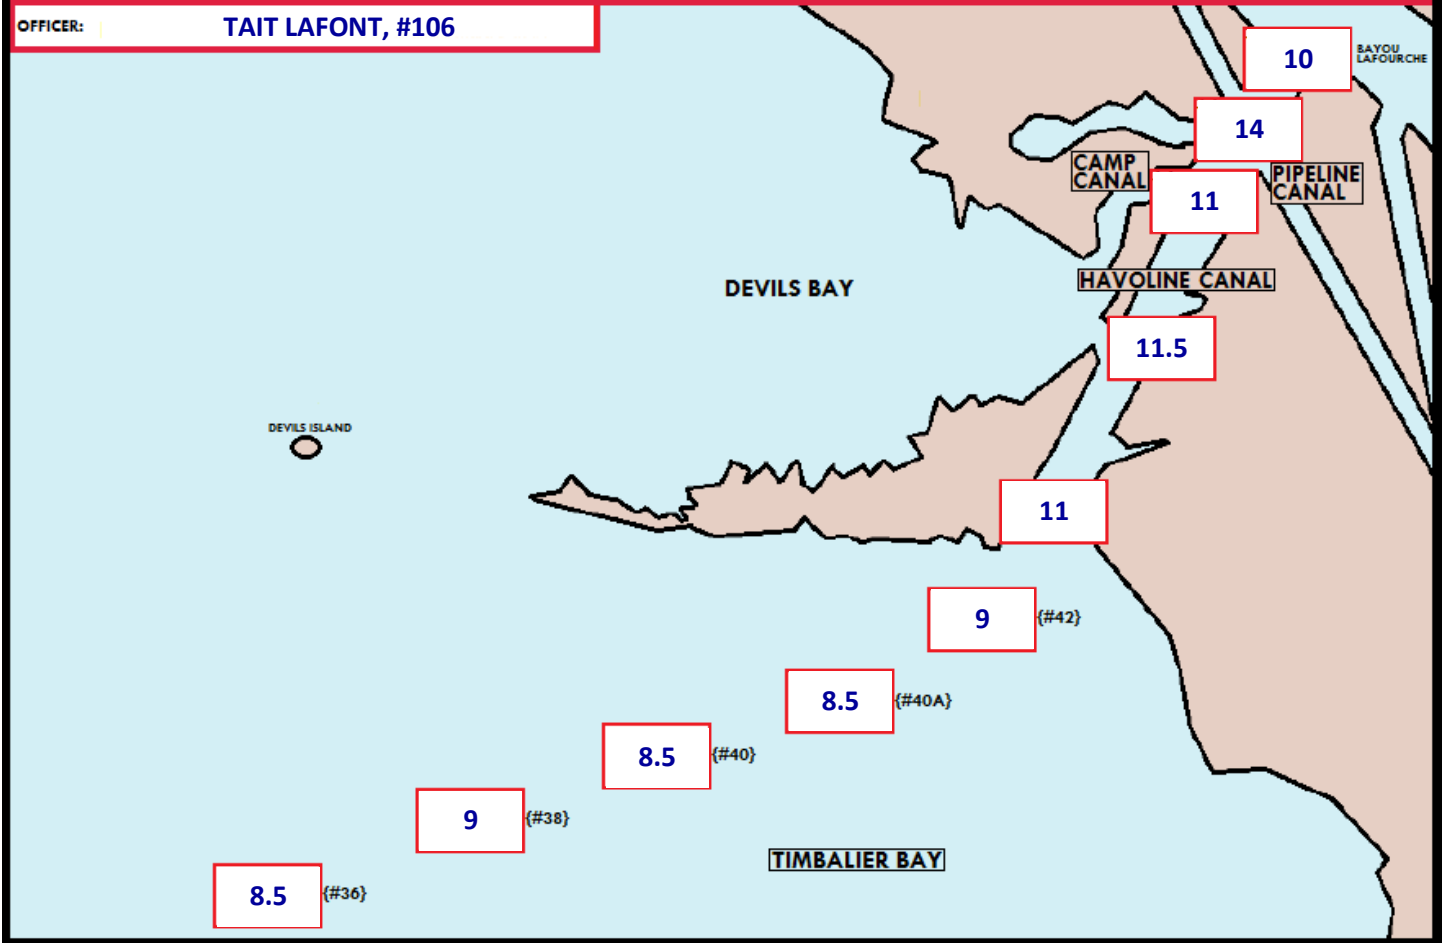 OFFICER: TAIT LAFONT, #106
10
BAYOU
LAFOURCHE
14
CAMP
CANAL
PIPELINE
CANAL
11
HAVOLINE CANAL
DEVILS BAY
11.5
DEVILS ISLAND
11
9 {#42}
8.5 {#40A}
8.5 {#40}
9 {#38}
TIMBALIER BAY
8.5 {#36}